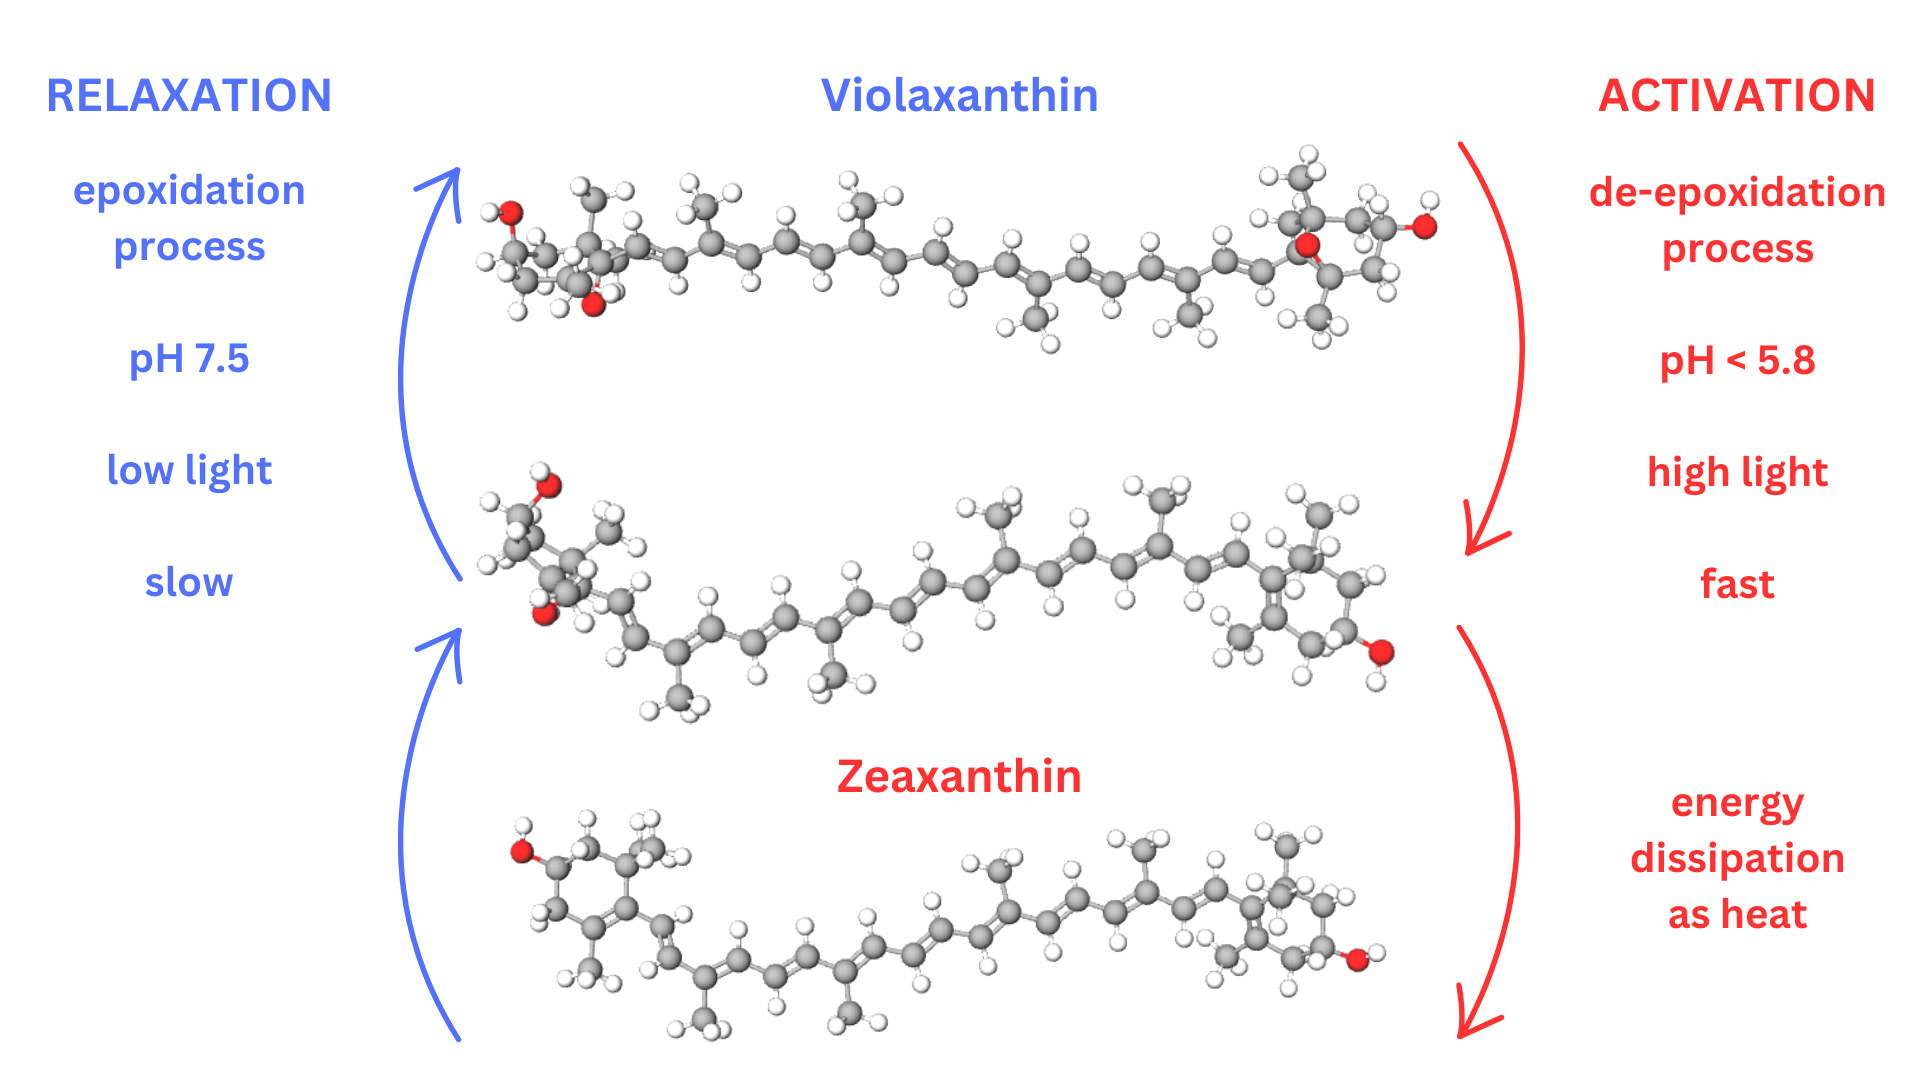 RELAXATION
epoxidation
process
pH 7.5
low light
slow
Violaxanthin
Zeaxanthin
ACTIVATION
de-epoxidation
process
pH < 5.8
high light
fast
energy
dissipation
as heat